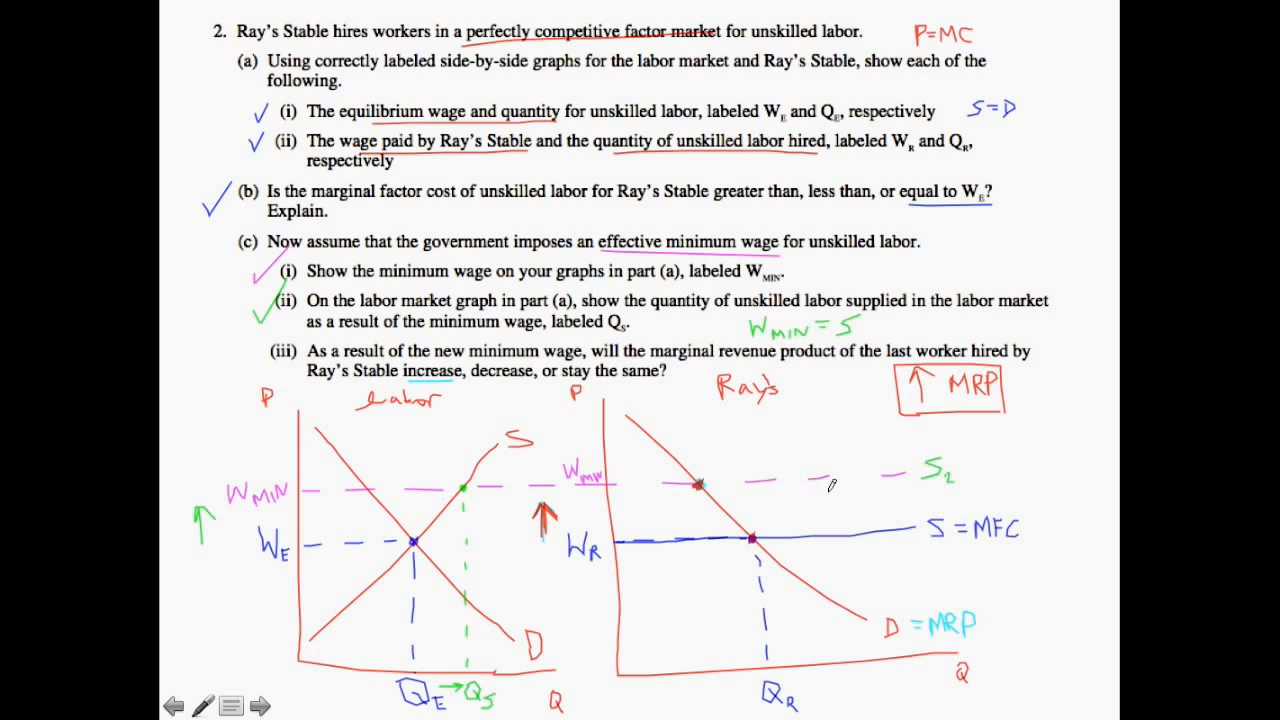 2. Ray's Stable hires workers in a perfectly competitive factor market for unskilled labor.
P=MC
(a) Using correctly labeled side-by-side graphs for the labor market and Ray's Stable, show each of the
following.
(i) The equilibrium wage and quantity for unskilled labor, labeled WE and QE, respectively
S=D
(ii) The wage paid by Ray's Stable and the quantity of unskilled labor hired, labeled WR and QR,
respectively
(b) Is the marginal factor cost of unskilled labor for Ray's Stable greater than, less than, or equal to WE?
Explain.
(c) Now assume that the government imposes an effective minimum wage for unskilled labor.
(i) Show the minimum wage on your graphs in part (a), labeled WMIN.
(ii) On the labor market graph in part (a), show the quantity of unskilled labor supplied in the labor market
as a result of the minimum wage, labeled QS.
WMIN = S
(iii) As a result of the new minimum wage, will the marginal revenue product of the last worker hired by
Ray's Stable increase, decrease, or stay the same?
↑ MRP
P
Labor
S
WMIN
WE
D
QE → QS
Q
P
Ray's
WMIN
S2
WR
S = MFC
D = MRP
QR
Q